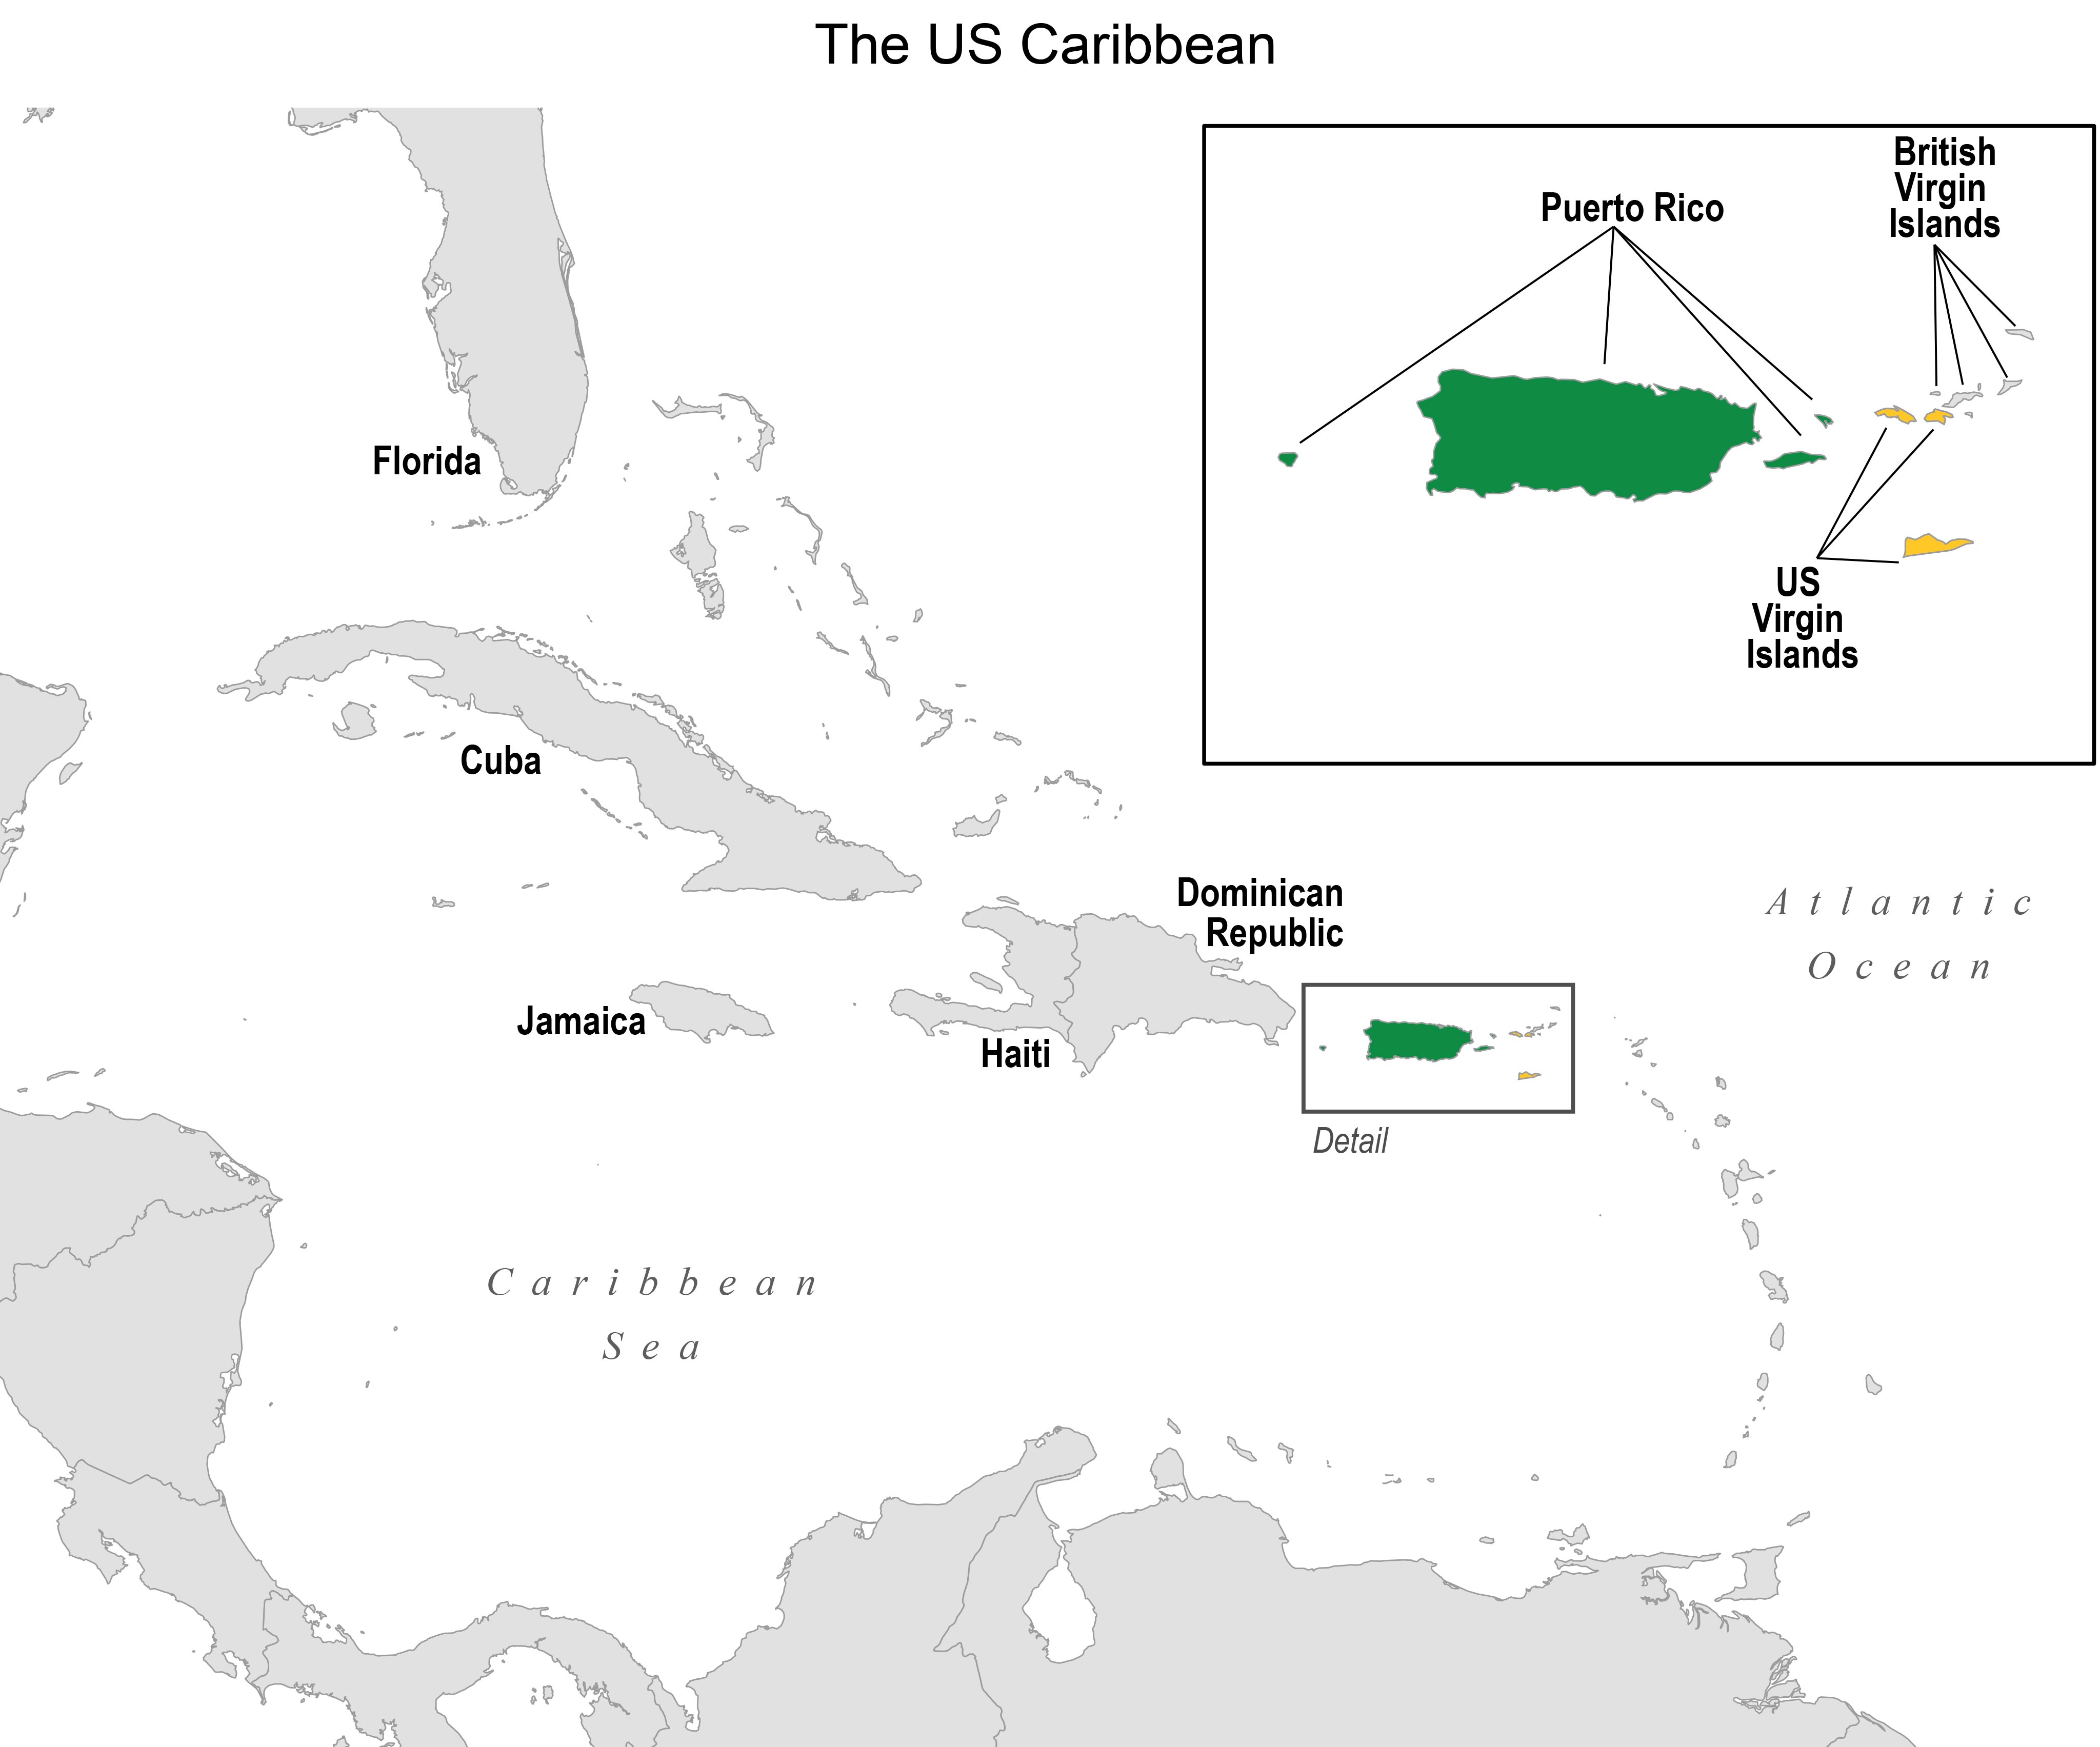 The US Caribbean
British
Virgin
Islands
Puerto Rico
Florida
US
Virgin
Islands
Cuba
Dominican
Republic
Atlantic
Ocean
Jamaica
Haiti
Detail
Caribbean
Sea